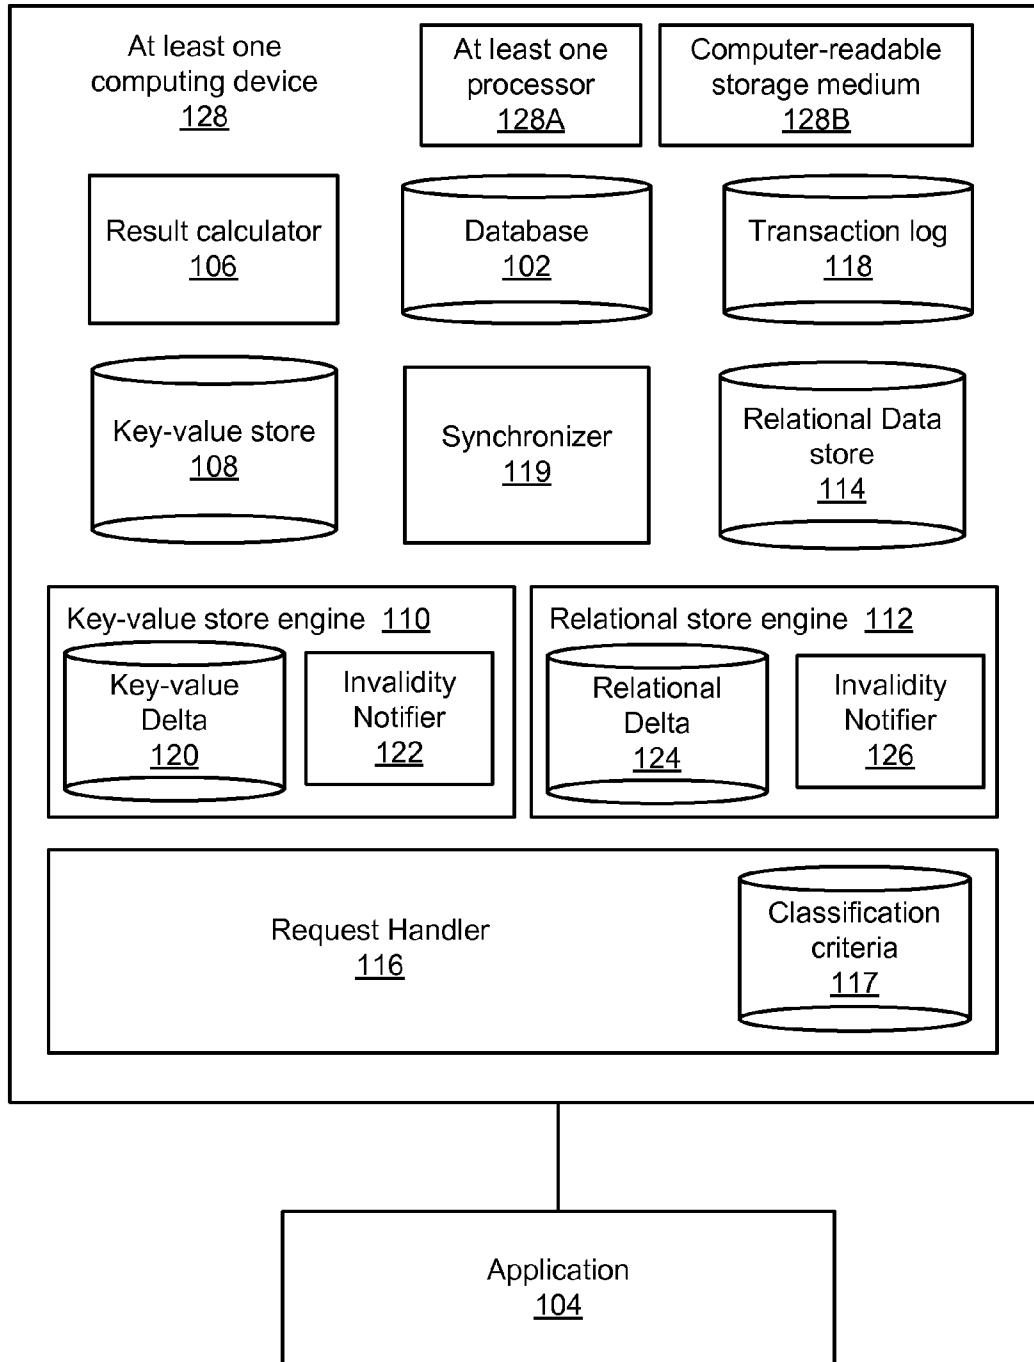 At least one
computing device
128
At least one
processor
128A
Computer-readable
storage medium
128B
Result calculator
106
Database
102
Transaction log
118
Key-value store
108
Synchronizer
119
Relational Data
store
114
Key-value store engine 110
Key-value
Delta
120
Invalidity
Notifier
122
Relational store engine 112
Relational
Delta
124
Invalidity
Notifier
126
Request Handler
116
Classification
criteria
117
Application
104